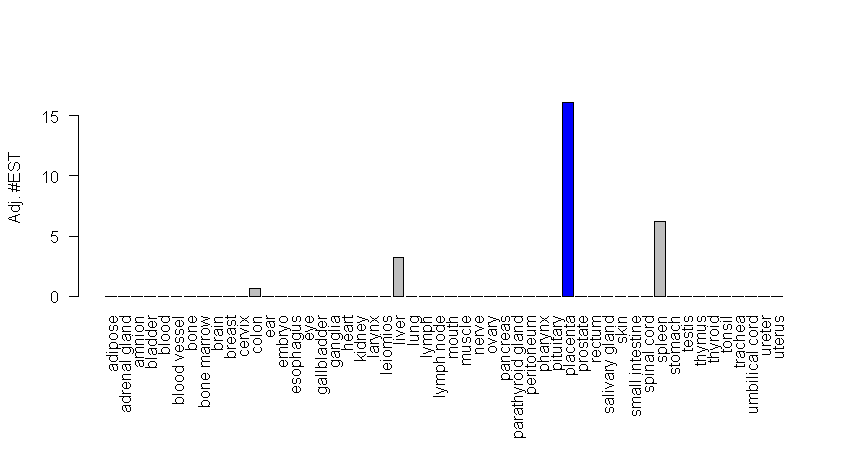 Adj. #EST
15
10
5
0
adipose
adrenal gland
amnion
bladder
blood
blood vessel
bone
bone marrow
brain
breast
cervix
colon
ear
embryo
esophagus
eye
gallbladder
ganglia
heart
kidney
larynx
leiomios
liver
lung
lymph
lymph node
mouth
muscle
nerve
ovary
pancreas
parathyroid gland
peritoneum
pharynx
pituitary
placenta
prostate
rectum
salivary gland
skin
small intestine
spinal cord
spleen
stomach
testis
thymus
thyroid
tonsil
trachea
umbilical cord
ureter
uterus